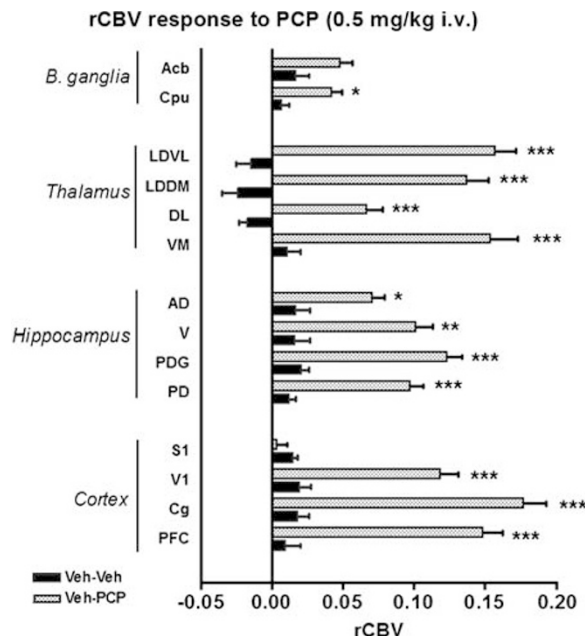 rCBV response to PCP (0.5 mg/kg i.v.)
B. ganglia
Acb
Cpu *
Thalamus
LDVL ***
LDDM ***
DL ***
VM ***
Hippocampus
AD *
V **
PDG ***
PD ***
Cortex
S1
V1 ***
Cg ***
PFC ***
Veh-Veh
Veh-PCP
-0.05 0.00 0.05 0.10 0.15 0.20
rCBV